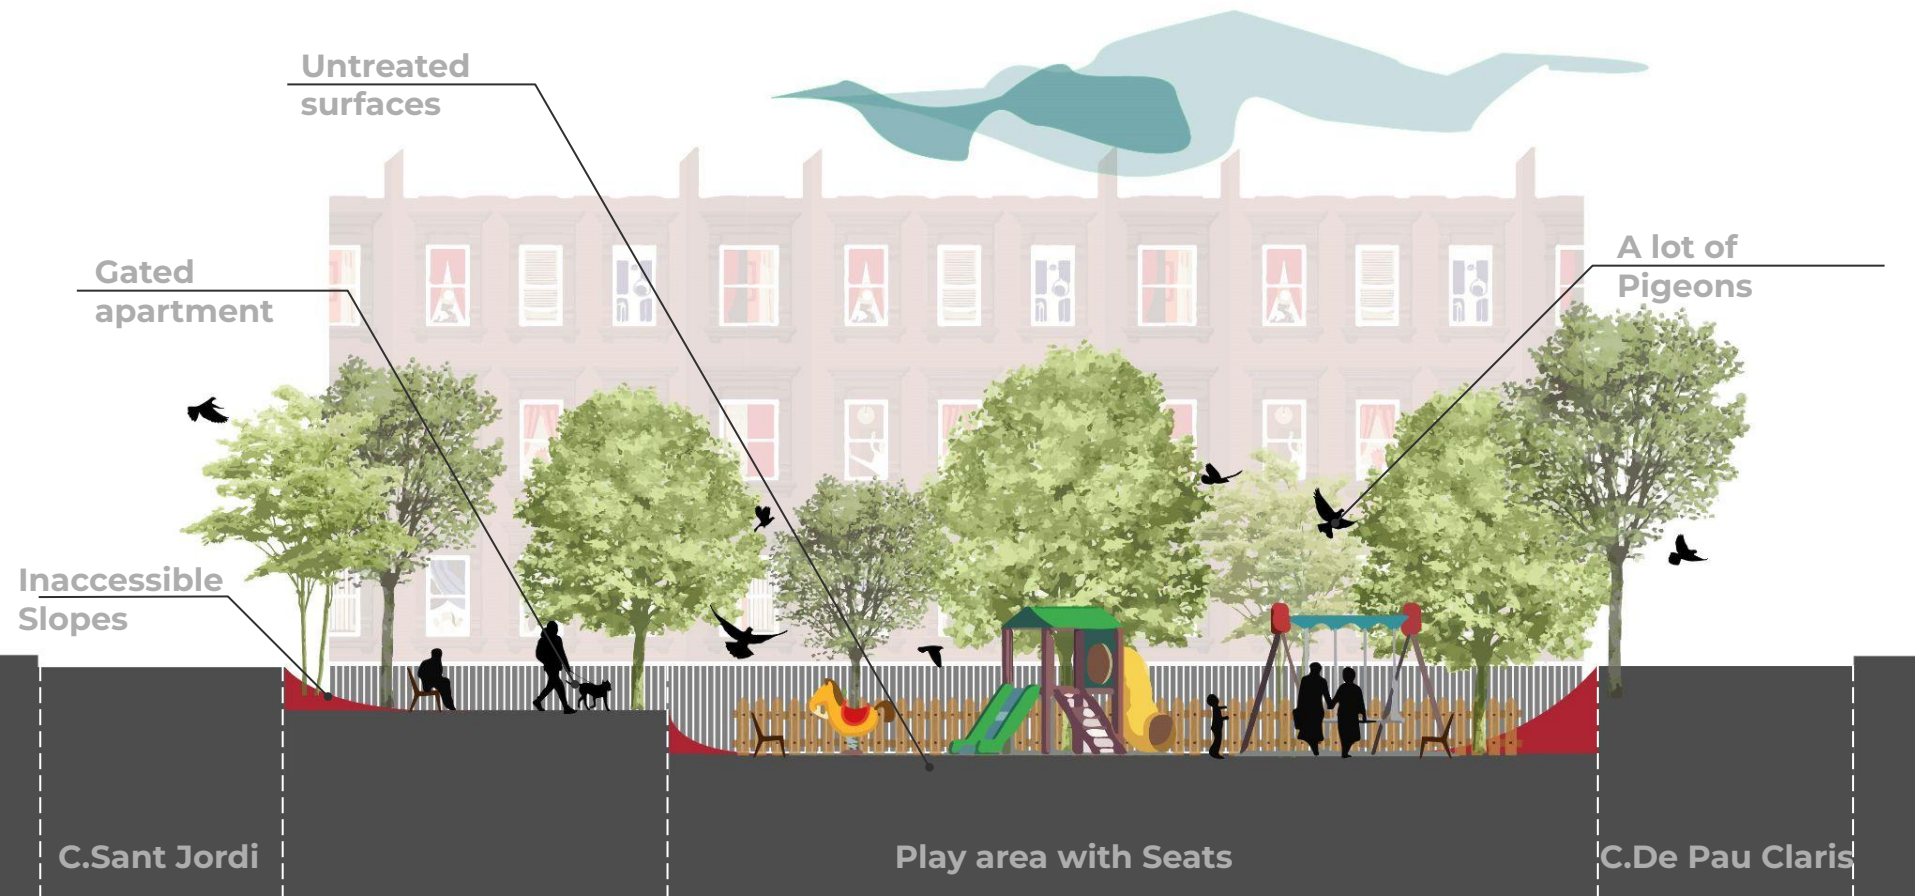 Untreated
surfaces
A lot of
Pigeons
Gated
apartment
Inaccessible
Slopes
C.Sant Jordi
Play area with Seats
C.De Pau Claris